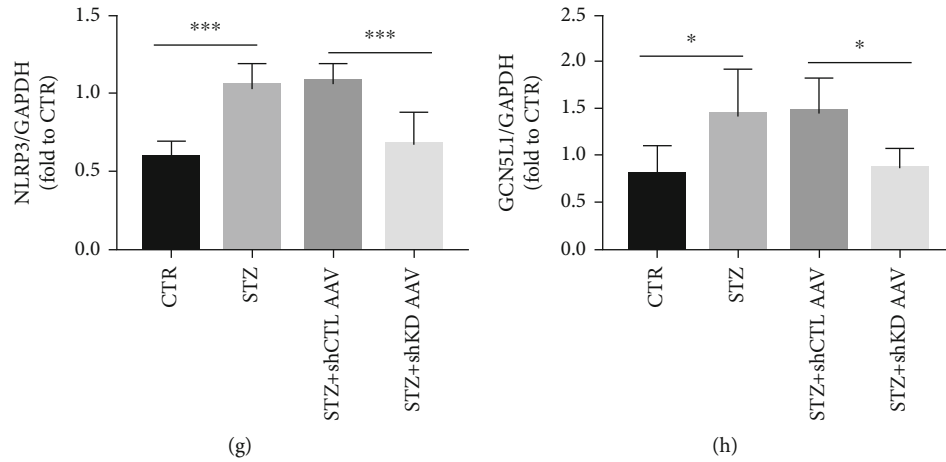 NLRP3/GAPDH
(fold to CTR)
1.5
1.0
0.5
0.0
***
***
CTR
STZ
STZ+shCTL AAV
STZ+shKD AAV
(g)
GCN5L1/GAPDH
(fold to CTR)
2.5
2.0
1.5
1.0
0.5
0.0
*
*
CTR
STZ
STZ+shCTL AAV
STZ+shKD AAV
(h)